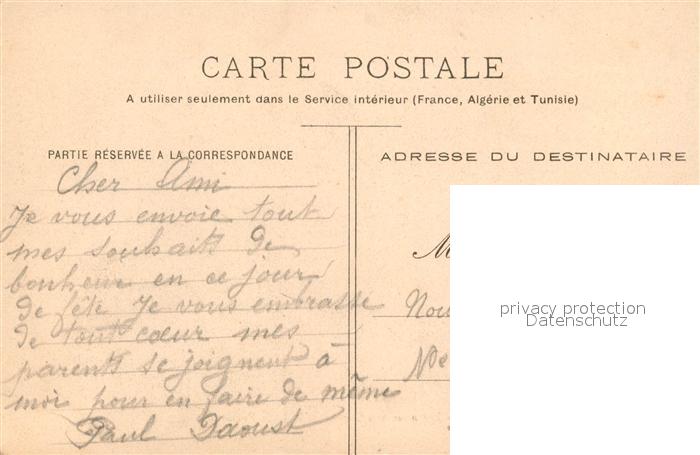 CARTE POSTALE
A utiliser seulement dans le Service intérieur (France, Algérie et Tunisie)
PARTIE RÉSERVÉE A LA CORRESPONDANCE
Cher Ami
Je vous envoie tout
mes souhaits de
bonheur en ce jour
de fête Je vous embrasse
de tout cœur mes
parents se joignent à
moi pour en faire de même
Paul Daoust
ADRESSE DU DESTINATAIRE
M
Nou
privacy protection
Datenschutz